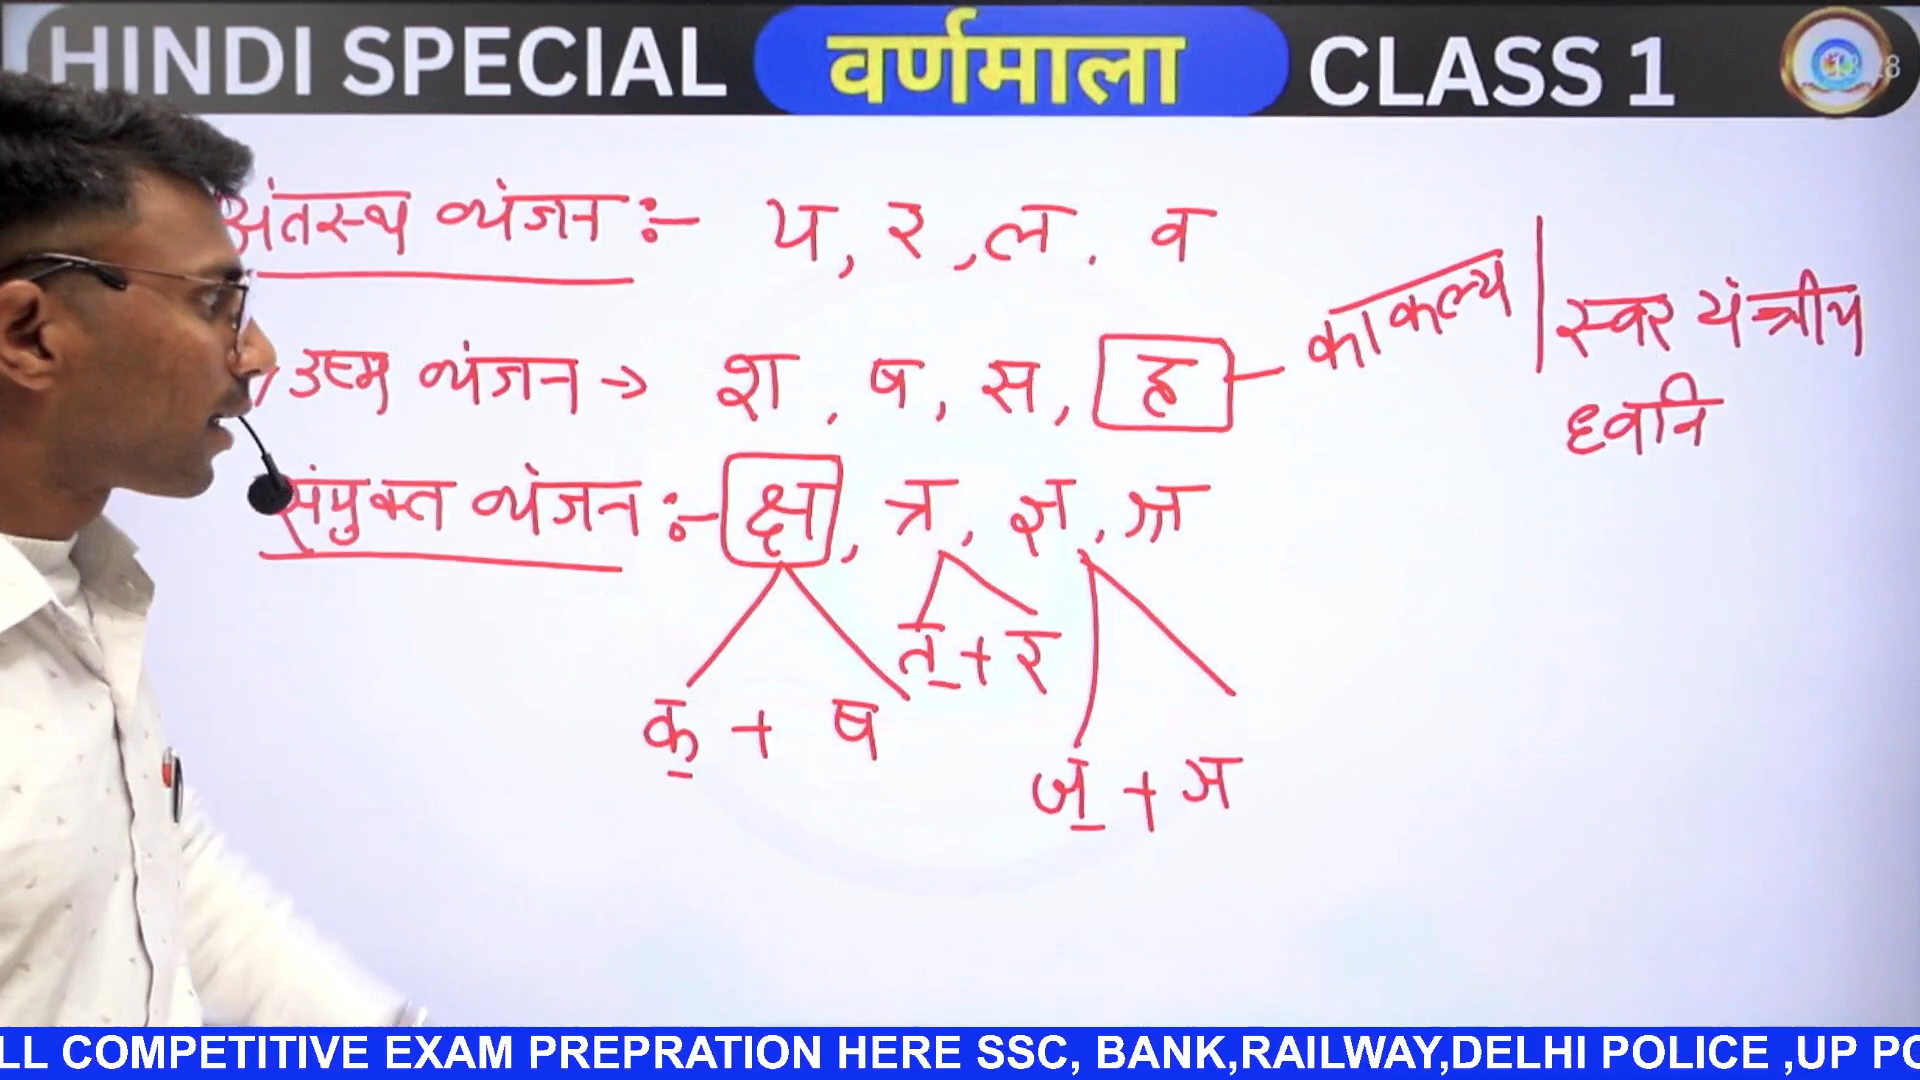 HINDI SPECIAL वर्णमाला CLASS 1
अंतस्थ व्यंजन :- य, र, ल, व
उष्म व्यंजन → श, ष, स, ह - काकल्य | स्वर यंत्रीय
ध्वनि
संयुक्त व्यंजन :- क्ष, त्र, ज्ञ, श्र
त् + र
क् + ष
ज् + ञ
LL COMPETITIVE EXAM PREPRATION HERE SSC, BANK,RAILWAY,DELHI POLICE ,UP PO